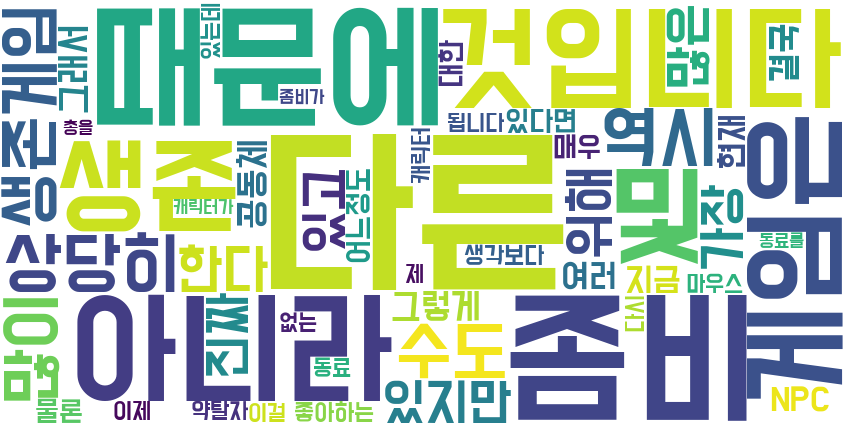 생존게임
그래서
때문에
있는데
좀비가
것입니다
대한
많은
결국
총을
생존
캐릭터가
공동체
다른
있고
어느정도
캐릭터
됩니다
있다면
매우
역시
현재
게임은
생각보다
위해
및
가장
동료를
상당히
한다
제
여러
지금
마우스
다시
많이
아니라
진짜
없는
동료
그렇게
수도
좀비
물론
이제
약탈자
이걸
좋아하는
있지만
NPC